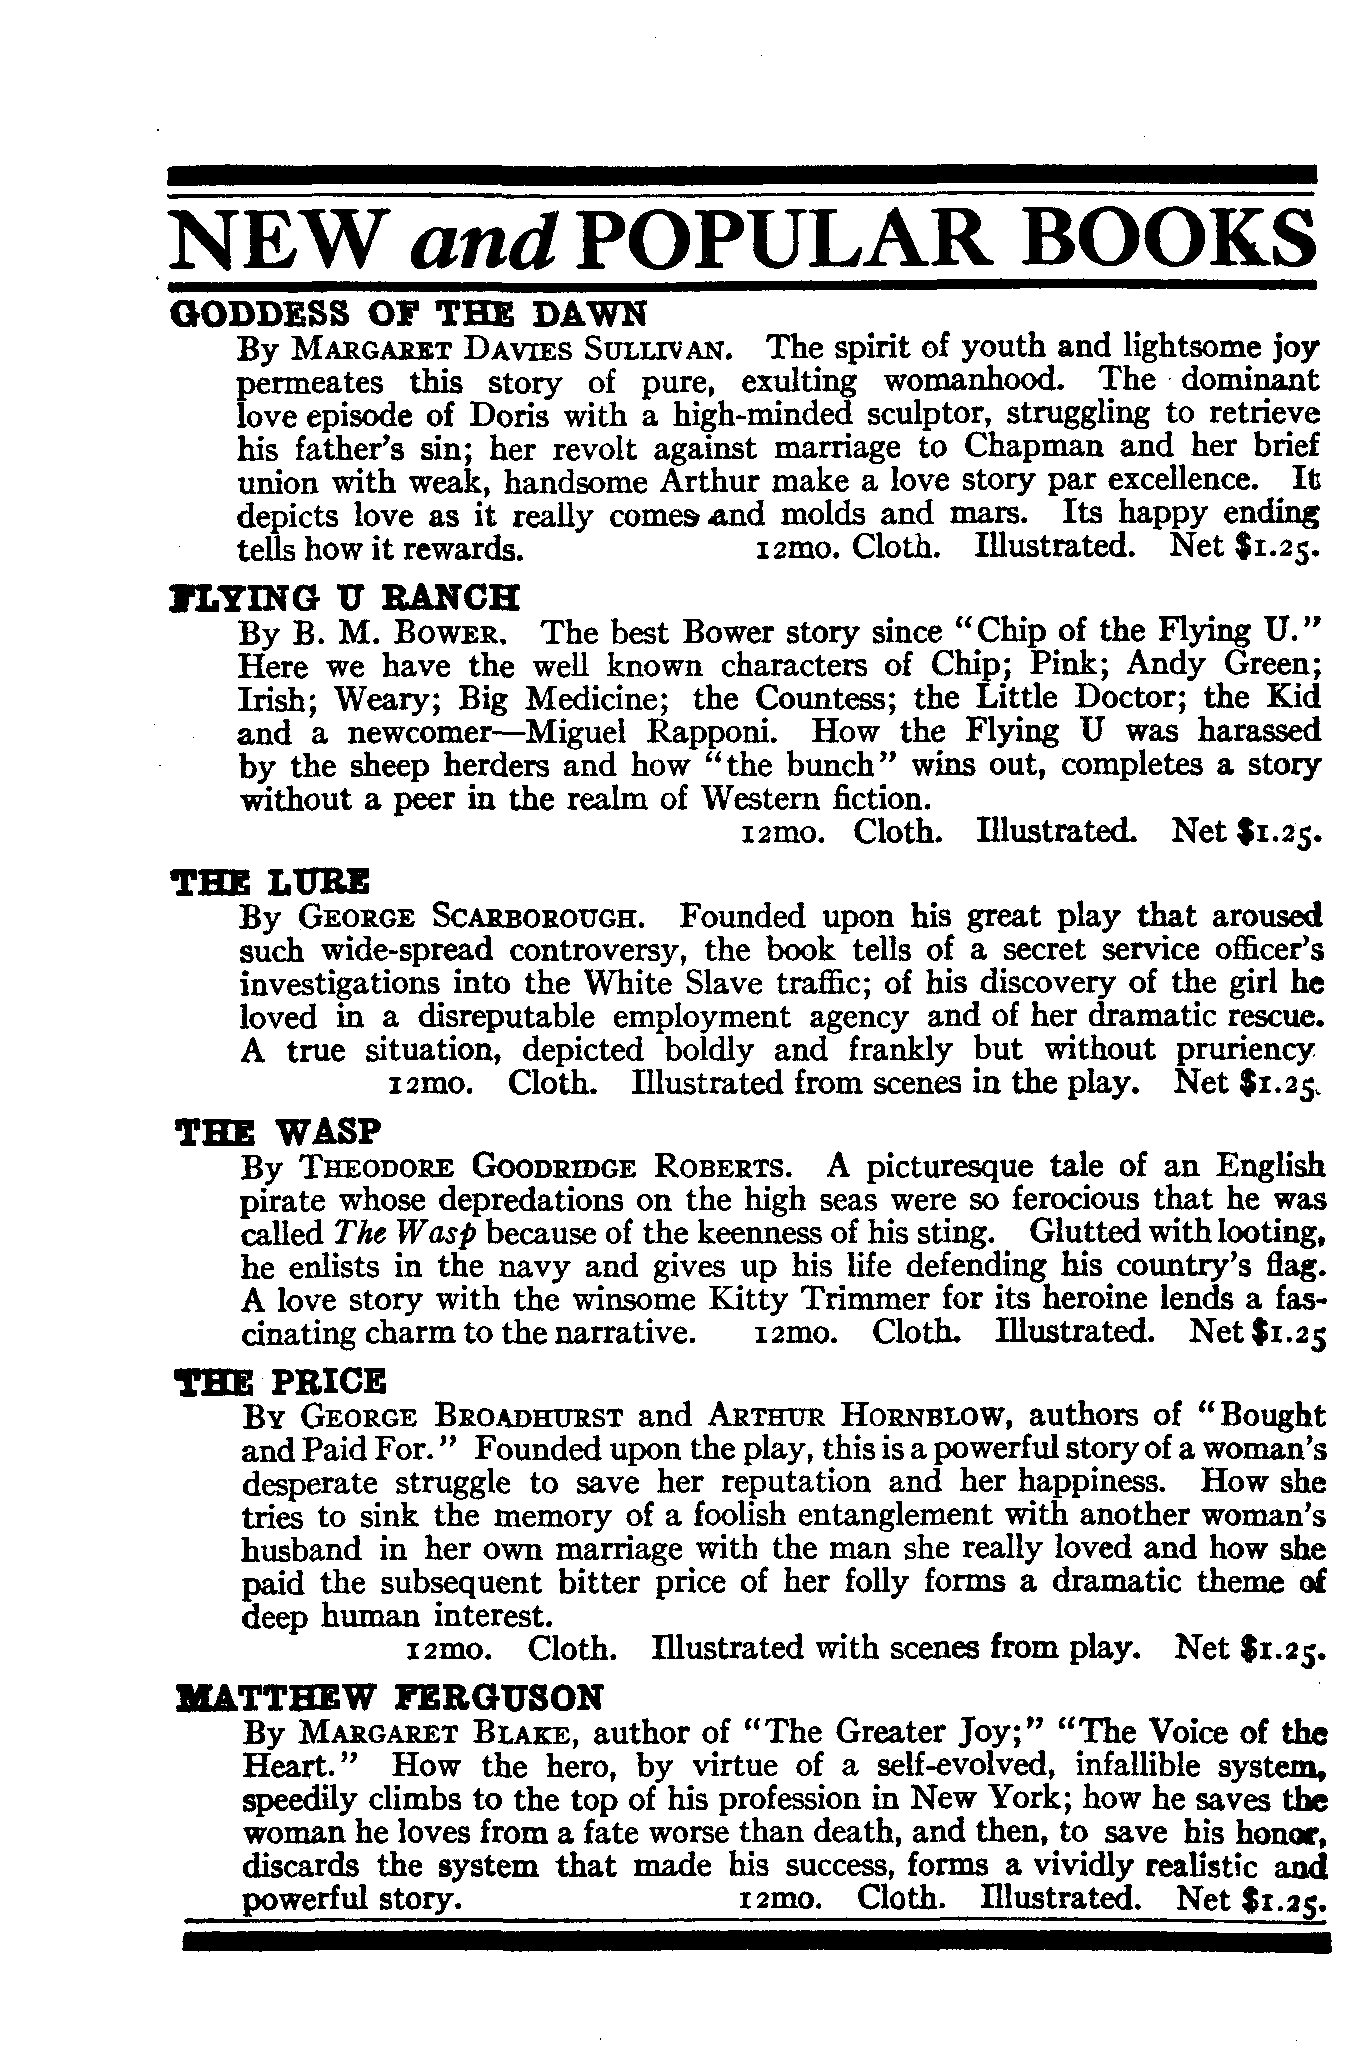 NEW and POPULAR BOOKS
GODDESS OF THE DAWN
By MARGARET DAVIES SULLIVAN. The spirit of youth and lightsome joy
permeates this story of pure, exulting womanhood. The dominant
love episode of Doris with a high-minded sculptor, struggling to retrieve
his father's sin; her revolt against marriage to Chapman and her brief
union with weak, handsome Arthur make a love story par excellence. It
depicts love as it really comes and molds and mars. Its happy ending
tells how it rewards. 12mo. Cloth. Illustrated. Net $1.25.
FLYING U RANCH
By B. M. BOWER. The best Bower story since "Chip of the Flying U."
Here we have the well known characters of Chip; Pink; Andy Green;
Irish; Weary; Big Medicine; the Countess; the Little Doctor; the Kid
and a newcomer—Miguel Rapponi. How the Flying U was harassed
by the sheep herders and how "the bunch" wins out, completes a story
without a peer in the realm of Western fiction.
12mo. Cloth. Illustrated. Net $1.25.
THE LURE
By GEORGE SCARBOROUGH. Founded upon his great play that aroused
such wide-spread controversy, the book tells of a secret service officer's
investigations into the White Slave traffic; of his discovery of the girl he
loved in a disreputable employment agency and of her dramatic rescue.
A true situation, depicted boldly and frankly but without pruriency.
12mo. Cloth. Illustrated from scenes in the play. Net $1.25.
THE WASP
By THEODORE GOODRIDGE ROBERTS. A picturesque tale of an English
pirate whose depredations on the high seas were so ferocious that he was
called The Wasp because of the keenness of his sting. Glutted with looting,
he enlists in the navy and gives up his life defending his country's flag.
A love story with the winsome Kitty Trimmer for its heroine lends a fas-
cinating charm to the narrative. 12mo. Cloth. Illustrated. Net $1.25
THE PRICE
BY GEORGE BROADHURST and ARTHUR HORNBLOW, authors of "Bought
and Paid For." Founded upon the play, this is a powerful story of a woman's
desperate struggle to save her reputation and her happiness. How she
tries to sink the memory of a foolish entanglement with another woman's
husband in her own marriage with the man she really loved and how she
paid the subsequent bitter price of her folly forms a dramatic theme of
deep human interest.
12mo. Cloth. Illustrated with scenes from play. Net $1.25.
MATTHEW FERGUSON
By MARGARET BLAKE, author of "The Greater Joy;" "The Voice of the
Heart." How the hero, by virtue of a self-evolved, infallible system,
speedily climbs to the top of his profession in New York; how he saves the
woman he loves from a fate worse than death, and then, to save his honor,
discards the system that made his success, forms a vividly realistic and
powerful story. 12mo. Cloth. Illustrated. Net $1.25.